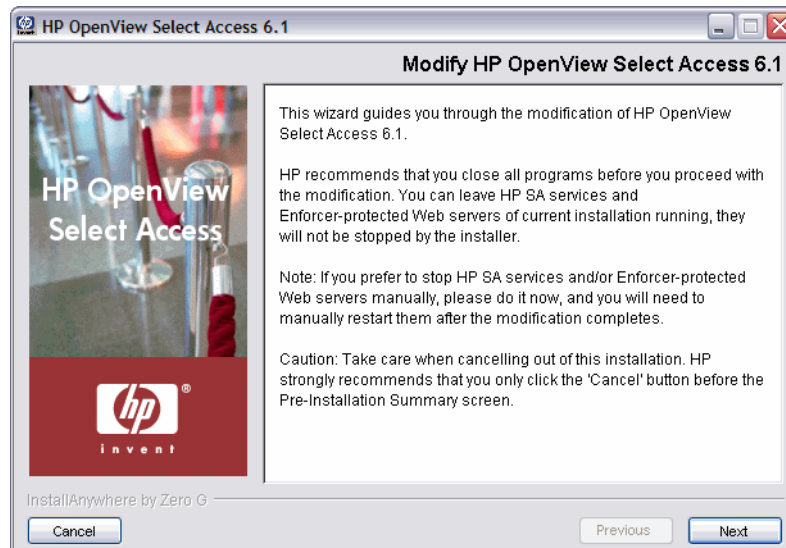 HP OpenView Select Access 6.1
Modify HP OpenView Select Access 6.1
HP OpenView
Select Access
hp
®
invent
This wizard guides you through the modification of HP OpenView
Select Access 6.1.
HP recommends that you close all programs before you proceed with
the modification. You can leave HP SA services and
Enforcer-protected Web servers of current installation running, they
will not be stopped by the installer.
Note: If you prefer to stop HP SA services and/or Enforcer-protected
Web servers manually, please do it now, and you will need to
manually restart them after the modification completes.
Caution: Take care when cancelling out of this installation. HP
strongly recommends that you only click the 'Cancel' button before the
Pre-Installation Summary screen.
InstallAnywhere by Zero G
Cancel
Previous
Next